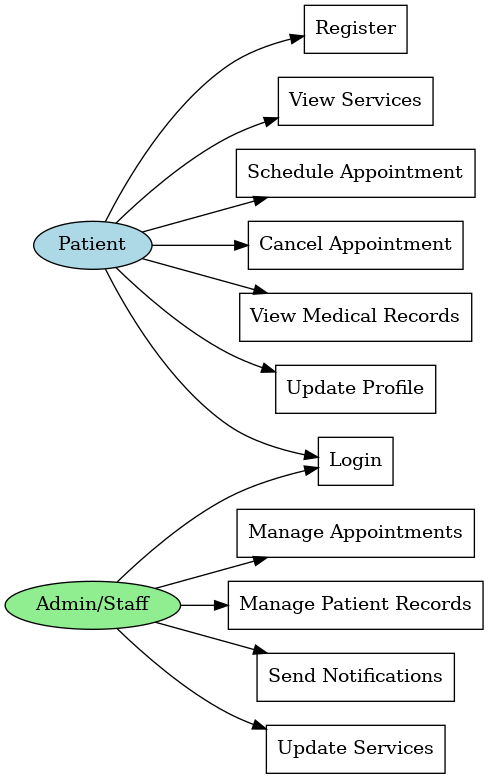 Register
View Services
Schedule Appointment
Patient
Cancel Appointment
View Medical Records
Update Profile
Login
Manage Appointments
Admin/Staff
Manage Patient Records
Send Notifications
Update Services